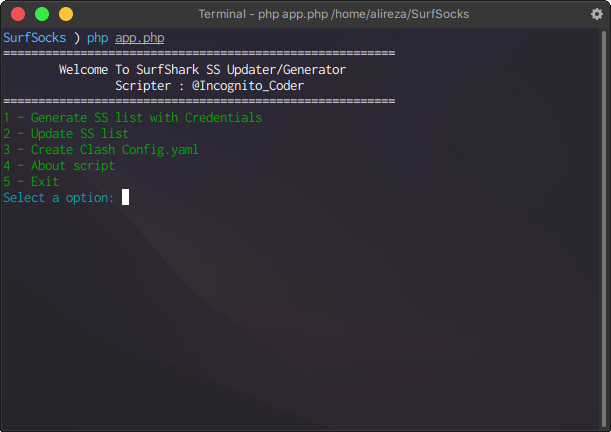 Terminal - php app.php /home/alireza/SurfSocks
SurfSocks ) php app.php
========================================================
Welcome To SurfShark SS Updater/Generator
Scripter : @Incognito_Coder
========================================================
1 - Generate SS list with Credentials
2 - Update SS list
3 - Create Clash Config.yaml
4 - About script
5 - Exit
Select a option: